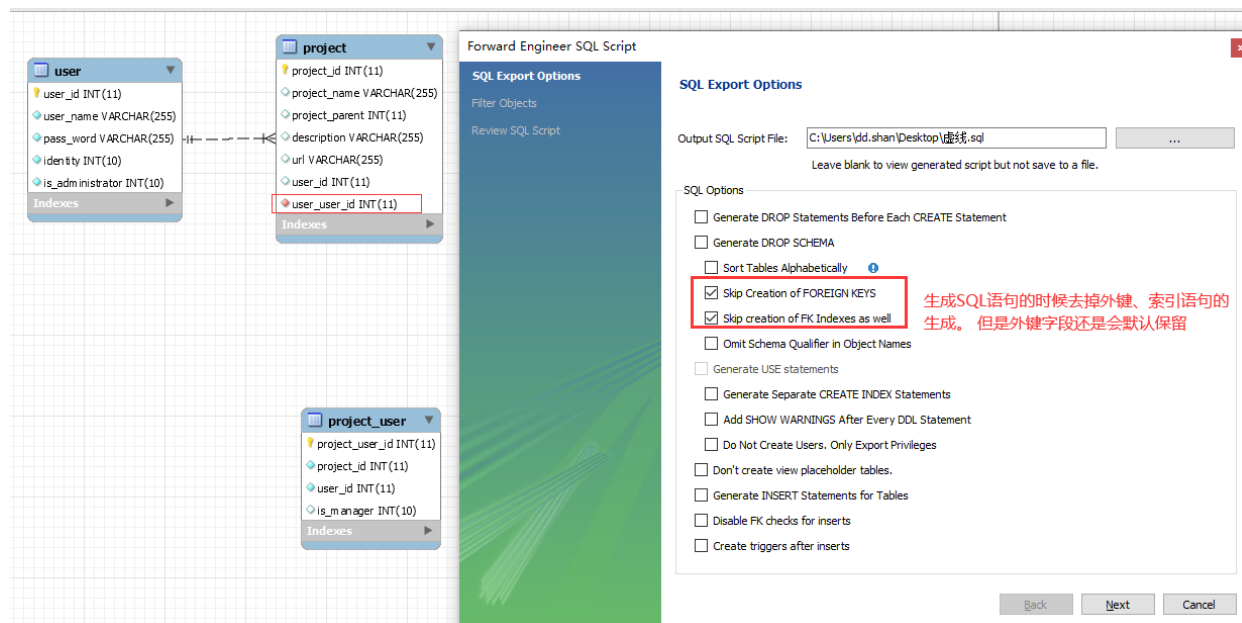 user
user_id INT(11)
user_name VARCHAR(255)
pass_word VARCHAR(255)
identity INT(10)
is_administrator INT(10)
Indexes
project
project_id INT(11)
project_name VARCHAR(255)
project_parent INT(11)
description VARCHAR(255)
url VARCHAR(255)
user_id INT(11)
user_user_id INT(11)
Indexes
project_user
project_user_id INT(11)
project_id INT(11)
user_id INT(11)
is_manager INT(10)
Indexes
Forward Engineer SQL Script
x
SQL Export Options
Filter Objects
Review SQL Script
SQL Export Options
Output SQL Script File: C:\Users\dd.shan\Desktop\虚线.sql ...
Leave blank to view generated script but not save to a file.
SQL Options
Generate DROP Statements Before Each CREATE Statement
Generate DROP SCHEMA
Sort Tables Alphabetically
Skip Creation of FOREIGN KEYS
Skip creation of FK Indexes as well
生成SQL语句的时候去掉外键、索引语句的
生成。 但是外键字段还是会默认保留
Omit Schema Qualifier in Object Names
Generate USE statements
Generate Separate CREATE INDEX Statements
Add SHOW WARNINGS After Every DDL Statement
Do Not Create Users. Only Export Privileges
Don't create view placeholder tables.
Generate INSERT Statements for Tables
Disable FK checks for inserts
Create triggers after inserts
Back Next Cancel